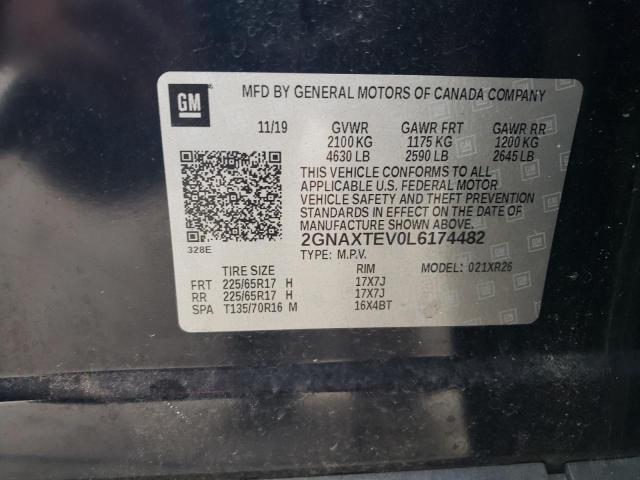 GM
MFD BY GENERAL MOTORS OF CANADA COMPANY
11/19 GVWR GAWR FRT GAWR RR
2100 KG 1175 KG 1200 KG
4630 LB 2590 LB 2645 LB
THIS VEHICLE CONFORMS TO ALL
APPLICABLE U.S. FEDERAL MOTOR
VEHICLE SAFETY AND THEFT PREVENTION
STANDARDS IN EFFECT ON THE DATE OF
MANUFACTURE SHOWN ABOVE.
328E
2GNAXTEV0L6174482
TYPE: M.P.V. MODEL: 021XR26
TIRE SIZE RIM
FRT 225/65R17 H 17X7J
RR 225/65R17 H 17X7J
SPA T135/70R16 M 16X4BT